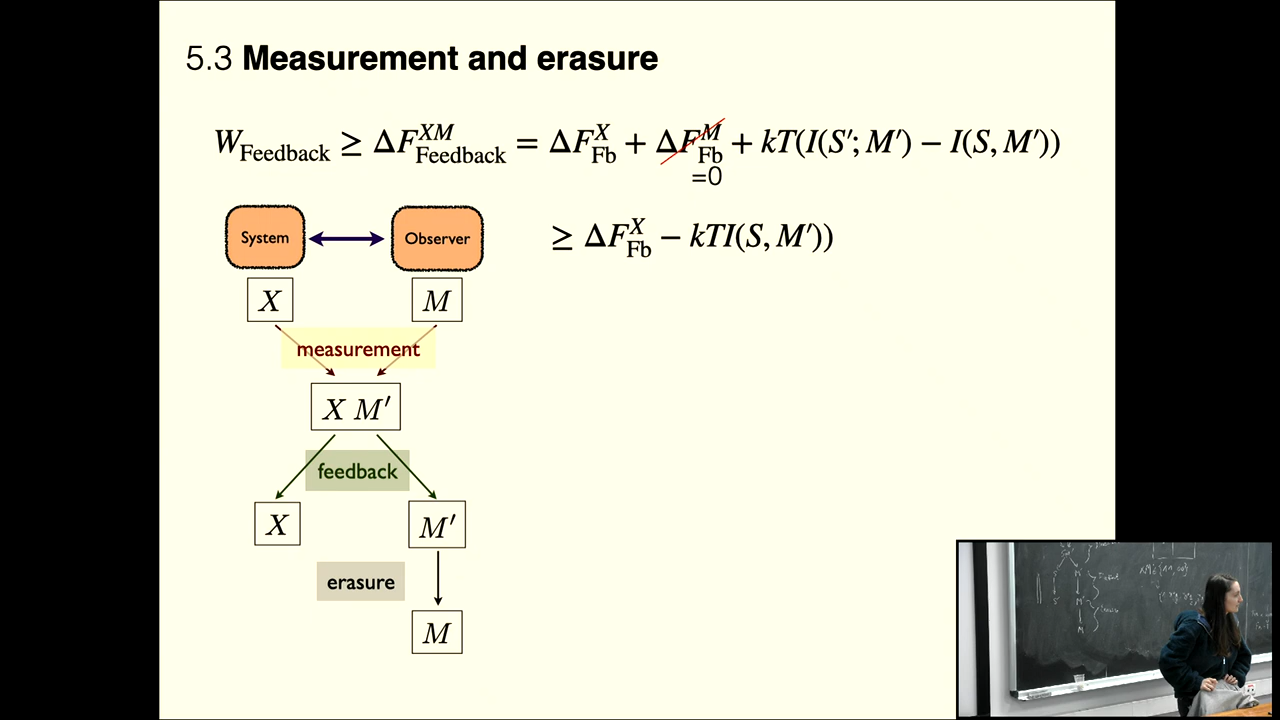 5.3 Measurement and erasure
W_Feedback ≥ ΔF^XM_Feedback = ΔF^X_Fb + ΔF^M_Fb + kT(I(S′; M′) − I(S, M′))
=0
≥ ΔF^X_Fb − kTI(S, M′))
System Observer
X M
measurement
X M′
feedback
X M′
erasure
M